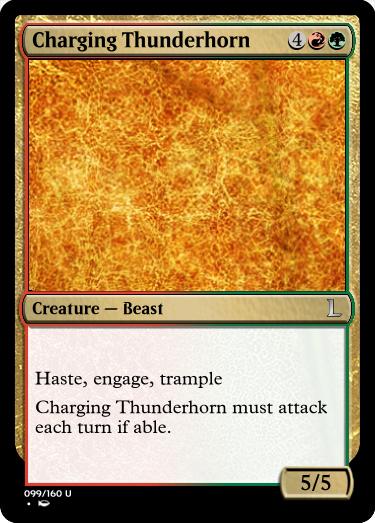 Charging Thunderhorn 4
Creature — Beast L
Haste, engage, trample
Charging Thunderhorn must attack
each turn if able.
5/5
099/160 U